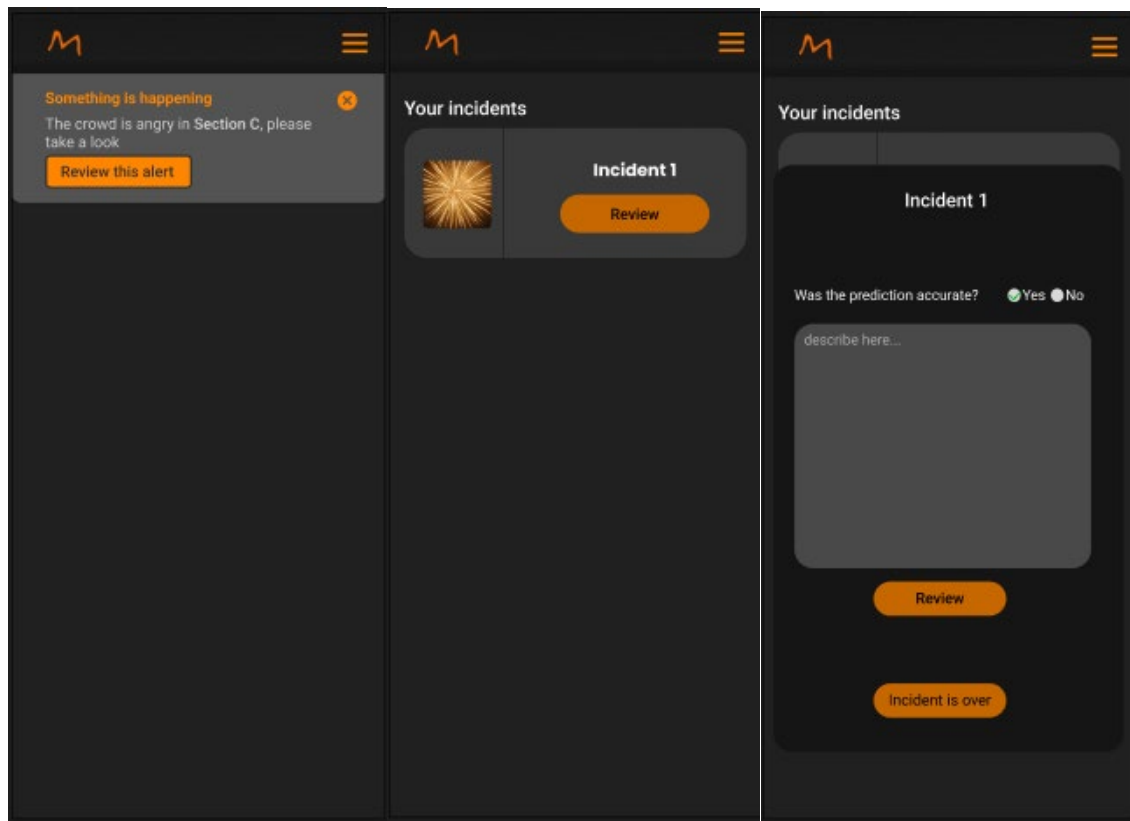 Something is happening
The crowd is angry in Section C, please
take a look
Review this alert
Your incidents
Incident 1
Review
Your incidents
Incident 1
Was the prediction accurate? Yes No
describe here...
Review
Incident is over